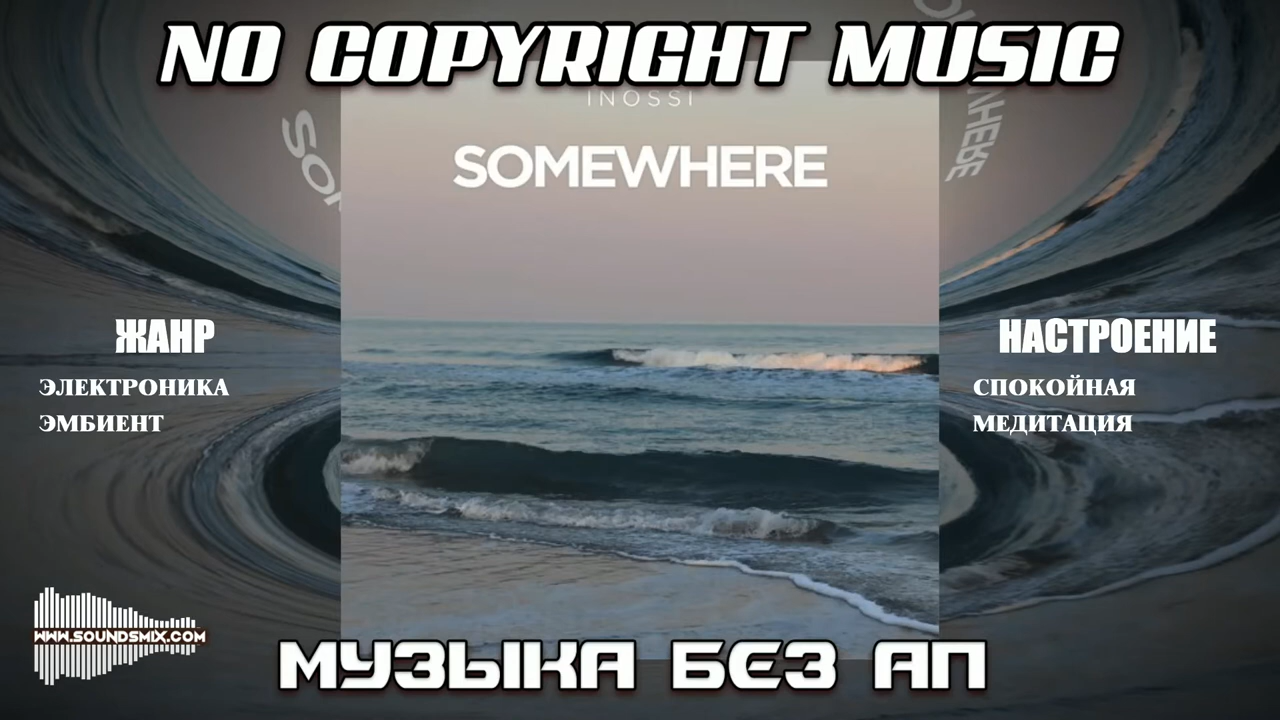 NO COPYRIGHT MUSIC
INOSSI
SOMEWHERE
ЖАНР
ЭЛЕКТРОНИКА
ЭМБИЕНТ
НАСТРОЕНИЕ
СПОКОЙНАЯ
МЕДИТАЦИЯ
WWW.SOUNDSMIX.COM
МУЗЫКА БЕЗ АП